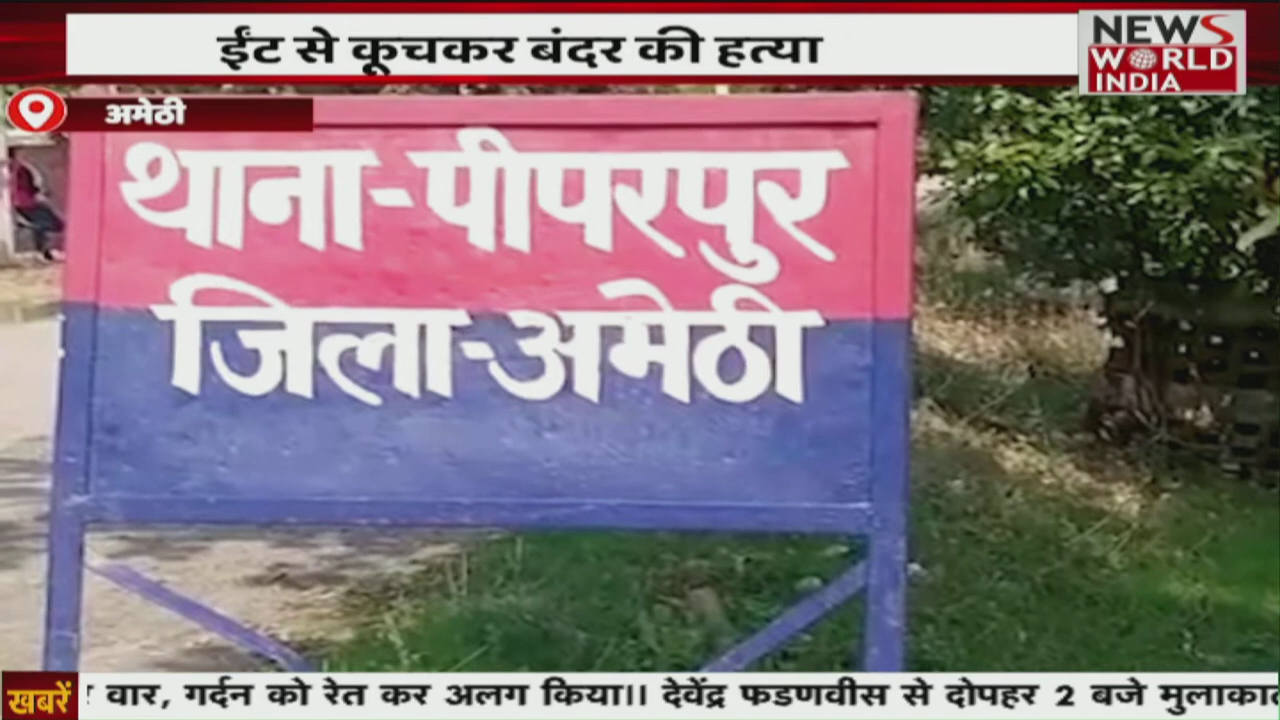 ईंट से कूचकर बंदर की हत्या
NEWS
WORLD
INDIA
अमेठी
थाना-पीपरपुर
जिला-अमेठी
खबरें
वार, गर्दन को रेत कर अलग किया।। देवेंद्र फडणवीस से दोपहर 2 बजे मुलाकात